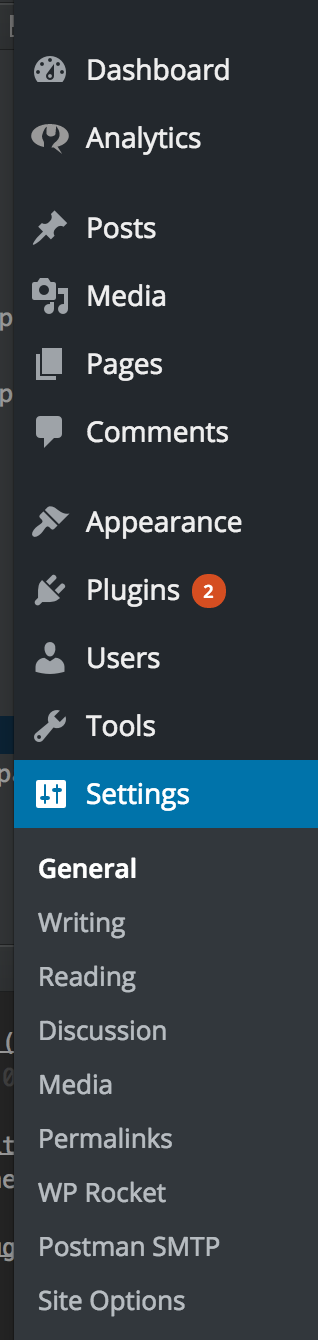 Dashboard
Analytics
Posts
Media
Pages
Comments
Appearance
Plugins 2
Users
Tools
Settings
General
Writing
Reading
Discussion
Media
Permalinks
WP Rocket
Postman SMTP
Site Options